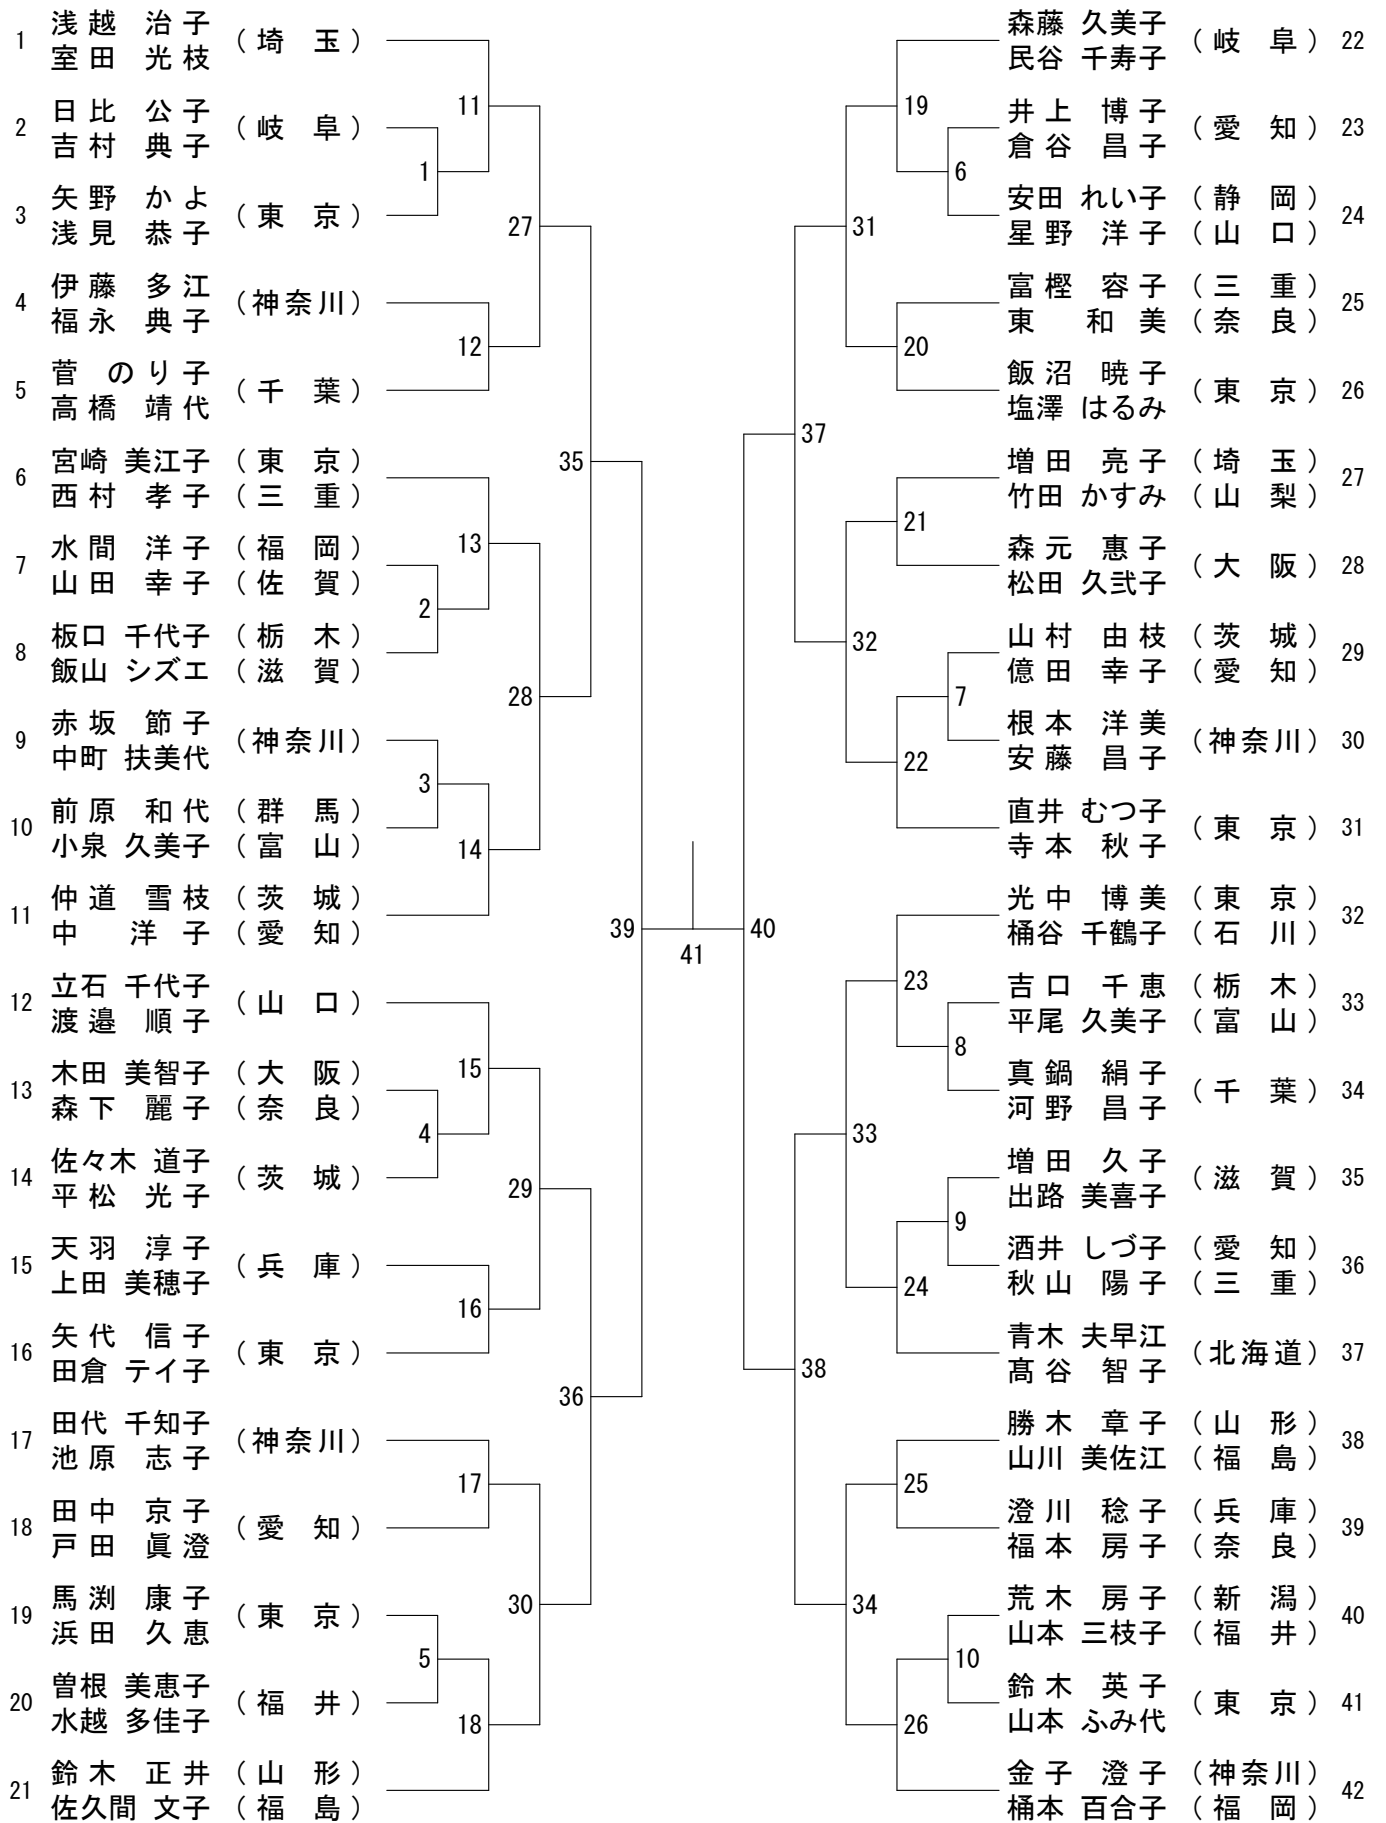 1 浅越 治子 (埼 玉)
室田 光枝
11
2 日比 公子 (岐 阜)
吉村 典子
1
3 矢野 かよ (東 京)
浅見 恭子
27
4 伊藤 多江 (神奈川)
福永 典子
12
5 菅 のり子 (千 葉)
高橋 靖代
35
6 宮崎 美江子 (東 京)
西村 孝子 (三 重)
13
7 水間 洋子 (福 岡)
山田 幸子 (佐 賀)
2
8 板口 千代子 (栃 木)
飯山 シズエ (滋 賀)
28
9 赤坂 節子 (神奈川)
中町 扶美代
3
10 前原 和代 (群 馬)
小泉 久美子 (富 山)
14
11 仲道 雪枝 (茨 城)
中 洋子 (愛 知)
39
41
40
12 立石 千代子 (山 口)
渡邉 順子
15
13 木田 美智子 (大 阪)
森下 麗子 (奈 良)
4
14 佐々木 道子 (茨 城)
平松 光子
29
15 天羽 淳子 (兵 庫)
上田 美穂子
16
16 矢代 信子 (東 京)
田倉 テイ子
36
17 田代 千知子 (神奈川)
池原 志子
17
18 田中 京子 (愛 知)
戸田 眞澄
30
19 馬渕 康子 (東 京)
浜田 久恵
5
20 曽根 美恵子 (福 井)
水越 多佳子
18
21 鈴木 正井 (山 形)
佐久間 文子 (福 島)
森藤 久美子 (岐 阜) 22
民谷 千寿子
19
井上 博子 (愛 知) 23
倉谷 昌子
6
安田 れい子 (静 岡) 24
星野 洋子 (山 口)
31
富樫 容子 (三 重) 25
東 和美 (奈 良)
20
飯沼 暁子 (東 京) 26
塩澤 はるみ
37
増田 亮子 (埼 玉) 27
竹田 かすみ (山 梨)
21
森元 惠子 (大 阪) 28
松田 久弐子
32
山村 由枝 (茨 城) 29
億田 幸子 (愛 知)
7
根本 洋美 (神奈川) 30
安藤 昌子
22
直井 むつ子 (東 京) 31
寺本 秋子
光中 博美 (東 京) 32
桶谷 千鶴子 (石 川)
23
吉口 千恵 (栃 木) 33
平尾 久美子 (富 山)
8
真鍋 絹子 (千 葉) 34
河野 昌子
33
増田 久子 (滋 賀) 35
出路 美喜子
9
酒井 しづ子 (愛 知) 36
秋山 陽子 (三 重)
24
青木 夫早江 (北海道) 37
髙谷 智子
38
勝木 章子 (山 形) 38
山川 美佐江 (福 島)
25
澄川 稔子 (兵 庫) 39
福本 房子 (奈 良)
34
荒木 房子 (新 潟) 40
山本 三枝子 (福 井)
10
鈴木 英子 (東 京) 41
山本 ふみ代
26
金子 澄子 (神奈川) 42
桶本 百合子 (福 岡)